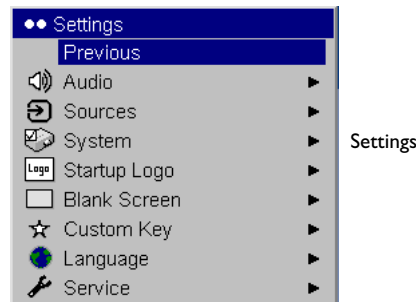 Settings
Previous
Audio
Sources
System
Settings
Logo Startup Logo
Blank Screen
Custom Key
Language
Service